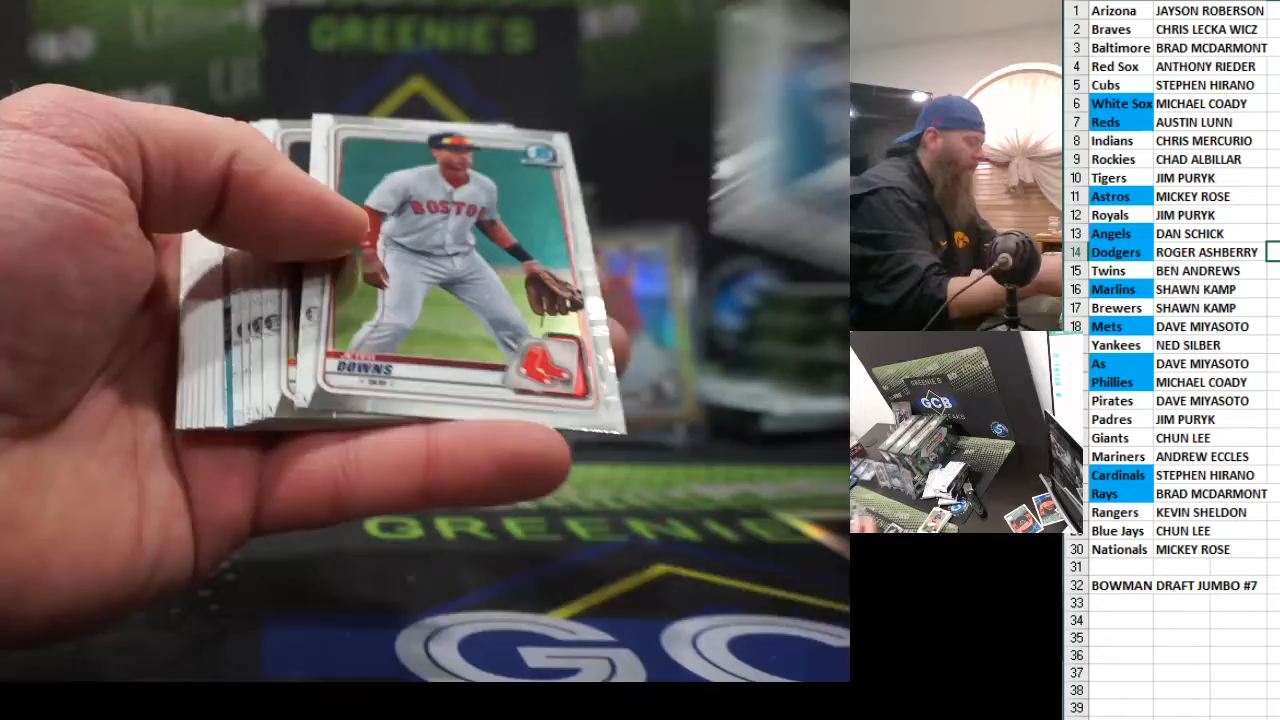 GREENIE'S
BOSTON
JETER
DOWNS
GREENIE
GC
GREENIE'S
GCB
1 Arizona JAYSON ROBERSON
2 Braves CHRIS LECKA WICZ
3 Baltimore BRAD MCDARMONT
4 Red Sox ANTHONY RIEDER
5 Cubs STEPHEN HIRANO
6 White Sox MICHAEL COADY
7 Reds AUSTIN LUNN
8 Indians CHRIS MERCURIO
9 Rockies CHAD ALBILLAR
10 Tigers JIM PURYK
11 Astros MICKEY ROSE
12 Royals JIM PURYK
13 Angels DAN SCHICK
14 Dodgers ROGER ASHBERRY
15 Twins BEN ANDREWS
16 Marlins SHAWN KAMP
17 Brewers SHAWN KAMP
18 Mets DAVE MIYASOTO
Yankees NED SILBER
As DAVE MIYASOTO
Phillies MICHAEL COADY
Pirates DAVE MIYASOTO
Padres JIM PURYK
Giants CHUN LEE
Mariners ANDREW ECCLES
Cardinals STEPHEN HIRANO
Rays BRAD MCDARMONT
Rangers KEVIN SHELDON
Blue Jays CHUN LEE
30 Nationals MICKEY ROSE
31
32 BOWMAN DRAFT JUMBO #7
33
34
35
36
37
38
39